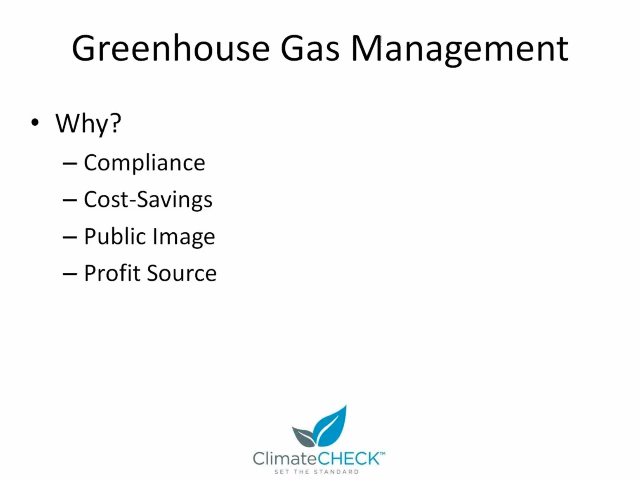 Greenhouse Gas Management
• Why?
– Compliance
– Cost-Savings
– Public Image
– Profit Source
ClimateCHECK™
SET THE STANDARD